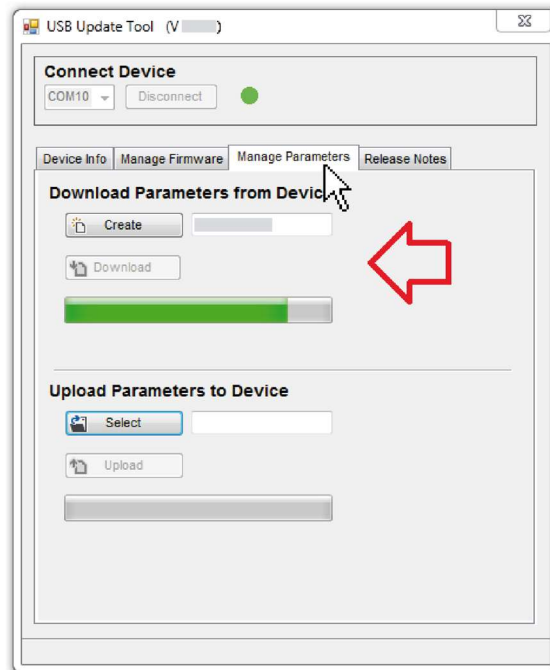 USB Update Tool (V )
Connect Device
COM10 Disconnect
Device Info Manage Firmware Manage Parameters Release Notes
Download Parameters from Device
Create
Download
Upload Parameters to Device
Select
Upload